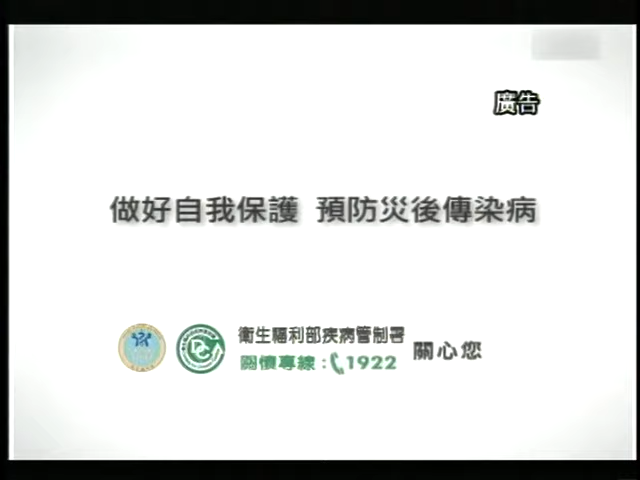 廣告
做好自我保護 預防災後傳染病
衛生福利部疾病管制署
關懷專線：1922
關心您